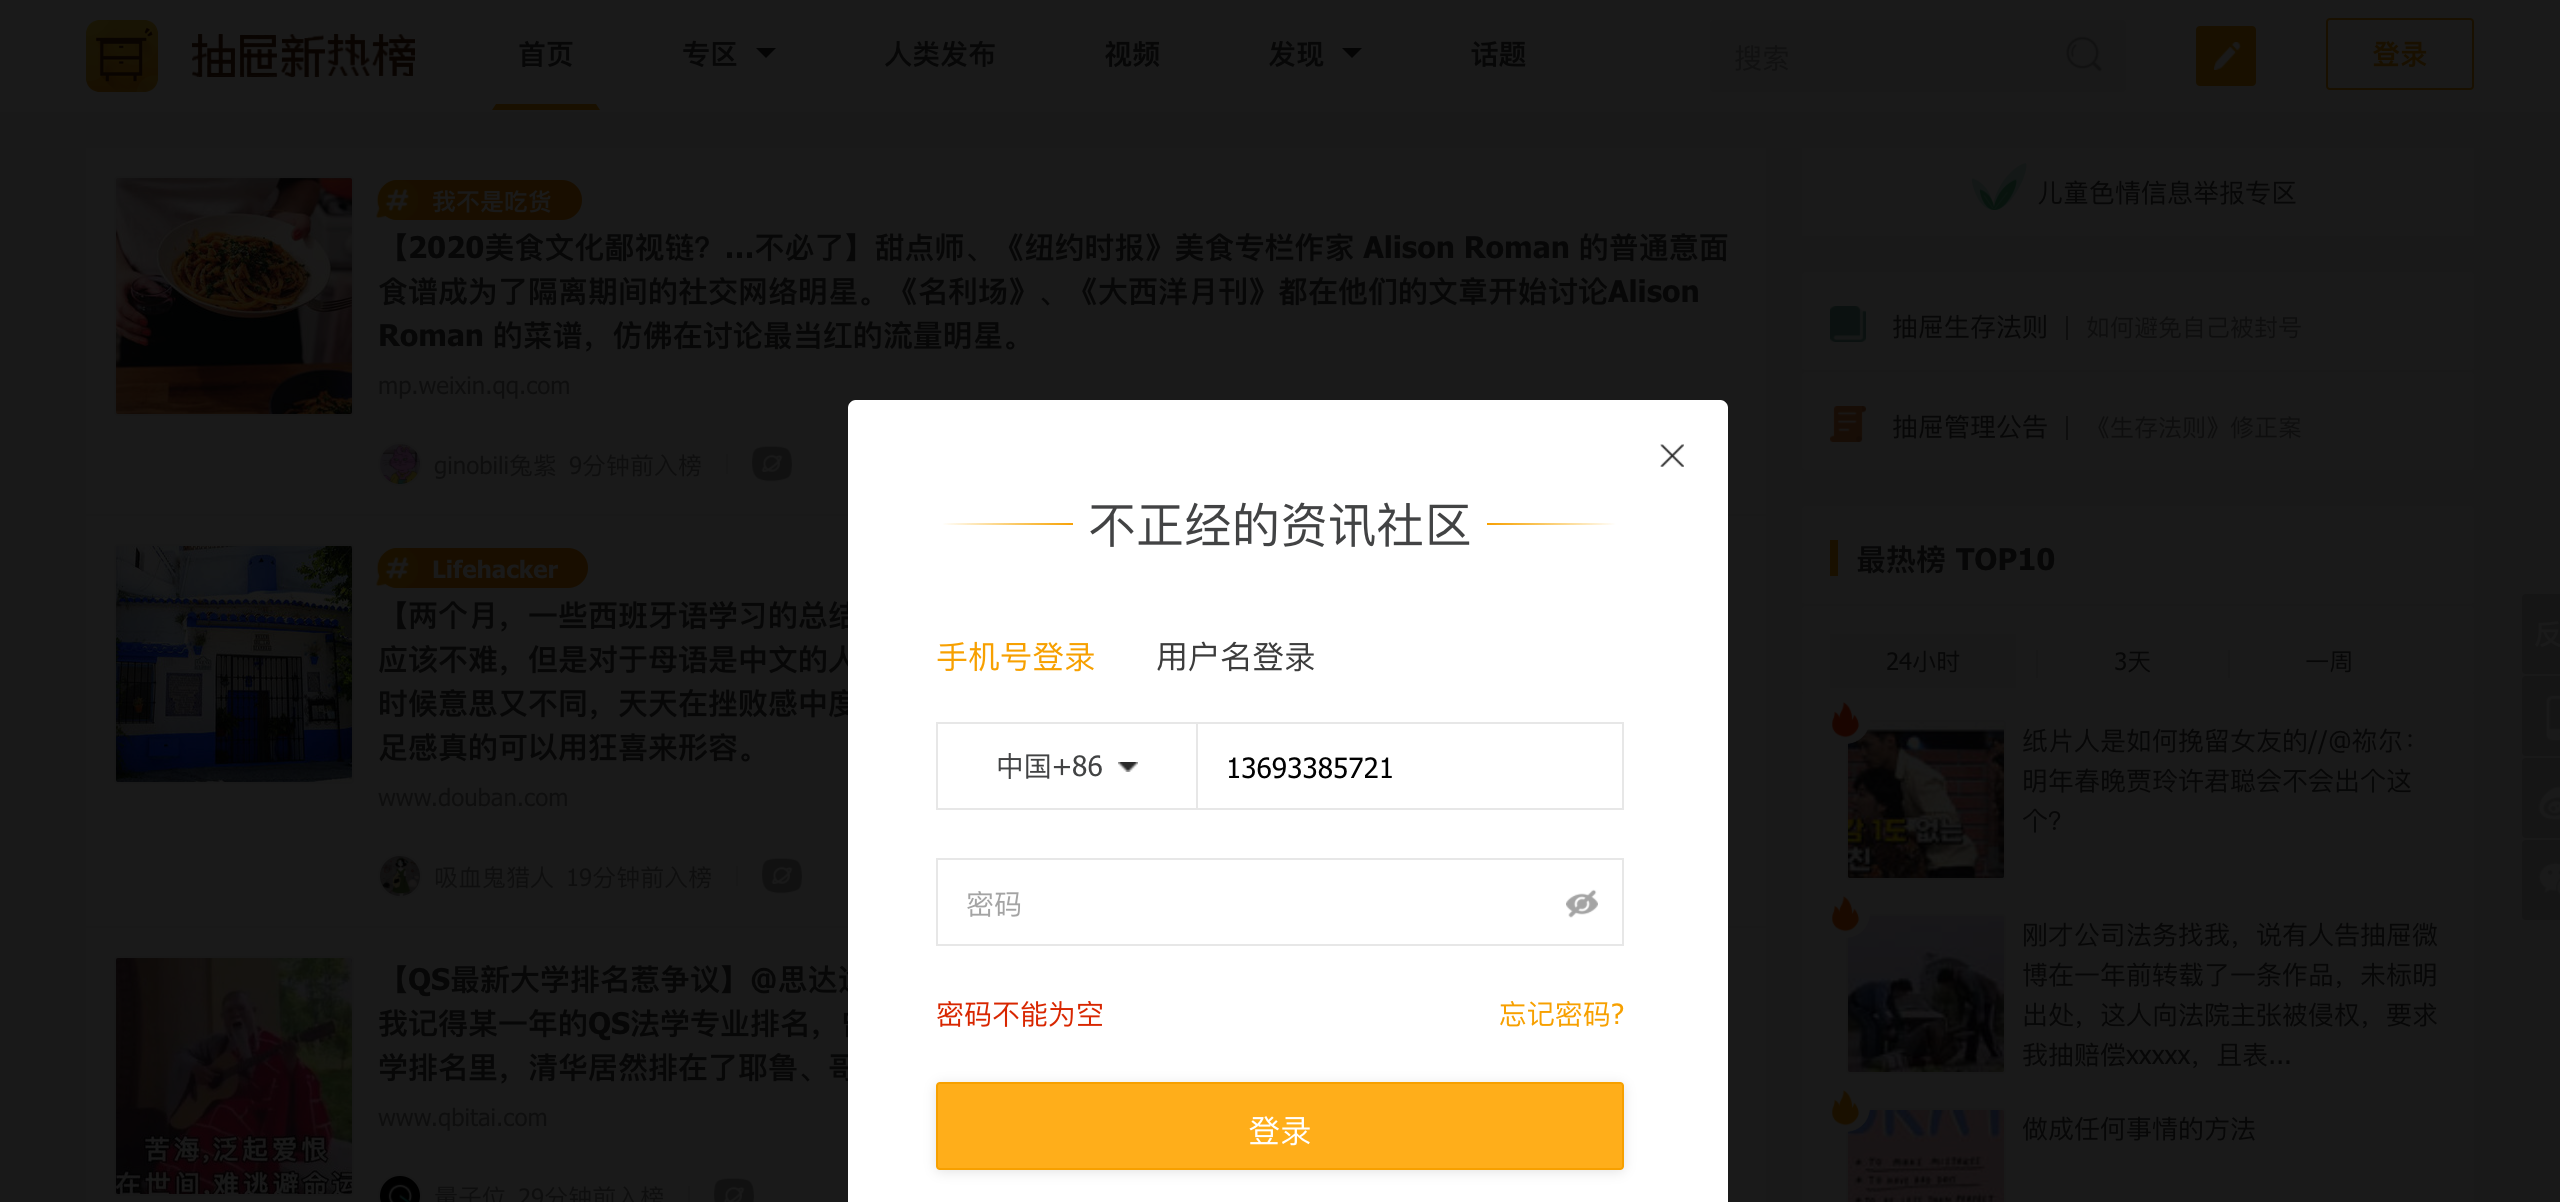 抽屉新热榜
首页
专区
人类发布
视频
发现
话题
搜索
登录
# 我不是吃货
【2020美食文化鄙视链？...不必了】甜点师、《纽约时报》美食专栏作家 Alison Roman 的普通意面
食谱成为了隔离期间的社交网络明星。《名利场》、《大西洋月刊》都在他们的文章开始讨论Alison
Roman 的菜谱，仿佛在讨论最当红的流量明星。
mp.weixin.qq.com
ginobili兔紫 9分钟前入榜
# Lifehacker
【两个月，一些西班牙语学习的总结
应该不难，但是对于母语是中文的人
时候意思又不同，天天在挫败感中度
足感真的可以用狂喜来形容。
www.douban.com
吸血鬼猎人 19分钟前入榜
【QS最新大学排名惹争议】@思达
我记得某一年的QS法学专业排名，
学排名里，清华居然排在了耶鲁、哥
www.qbitai.com
苦海,泛起爱恨
在世间,难逃避命运
量子位 29分钟前入榜
不正经的资讯社区
手机号登录
用户名登录
中国+86
13693385721
密码
密码不能为空
忘记密码?
登录
儿童色情信息举报专区
抽屉生存法则 | 如何避免自己被封号
抽屉管理公告 | 《生存法则》修正案
最热榜 TOP10
24小时
3天
一周
纸片人是如何挽留女友的//@祢尔：
明年春晚贾玲许君聪会不会出个这
个？
刚才公司法务找我，说有人告抽屉微
博在一年前转载了一条作品，未标明
出处，这人向法院主张被侵权，要求
我抽赔偿xxxxx，且表...
做成任何事情的方法